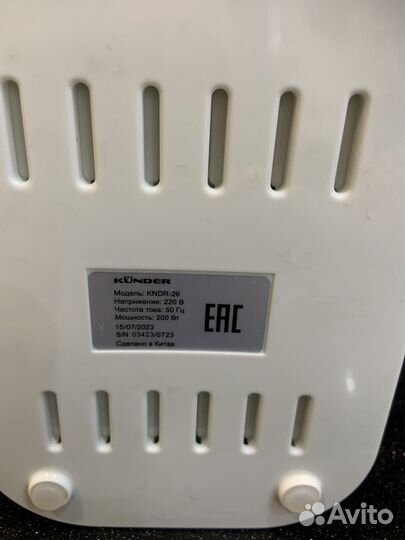 KÜNDER
Модель: KNDR-26
Напряжение: 220 В
Частота тока: 50 Гц
Мощность: 200 Вт
15/07/2023
S/N 03423/0723
Сделано в Китае
EAC
Avito